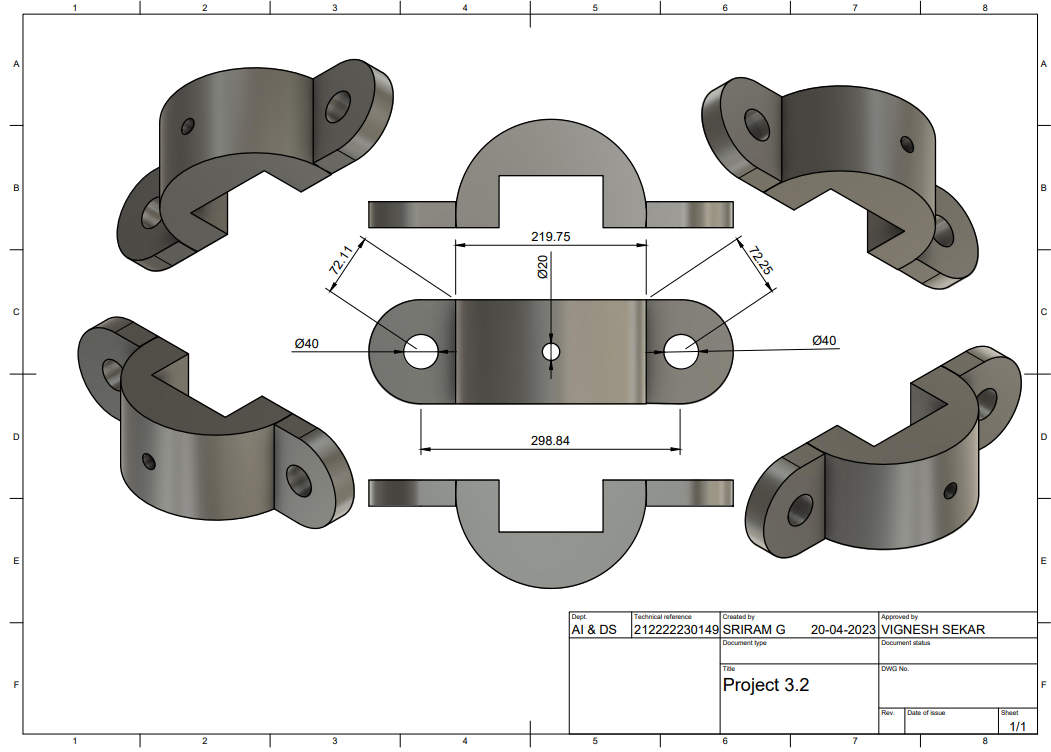 1 2 3 4 5 6 7 8
A A
B B
219.75
72.11 72.25
Ø20
C C
Ø40 Ø40
D D
298.84
E E
Dept. Technical reference Created by Approved by
AI & DS 212222230149 SRIRAM G 20-04-2023 VIGNESH SEKAR
Document type Document status
Title DWG No.
F Project 3.2 F
Rev. Date of issue Sheet
1/1
1 2 3 4 5 6 7 8